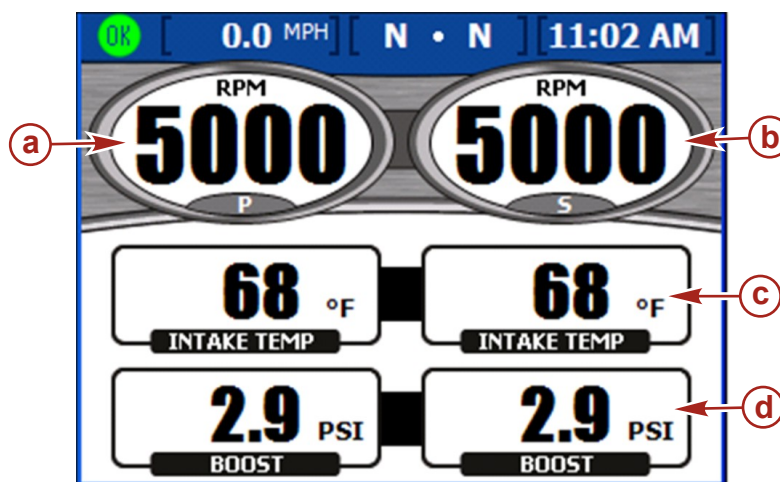 OK [ 0.0 MPH ] [ N • N ] [ 11:02 AM ]
RPM RPM
a 5000 5000 b
P S
68 °F 68 °F c
INTAKE TEMP INTAKE TEMP
2.9 PSI 2.9 PSI d
BOOST BOOST